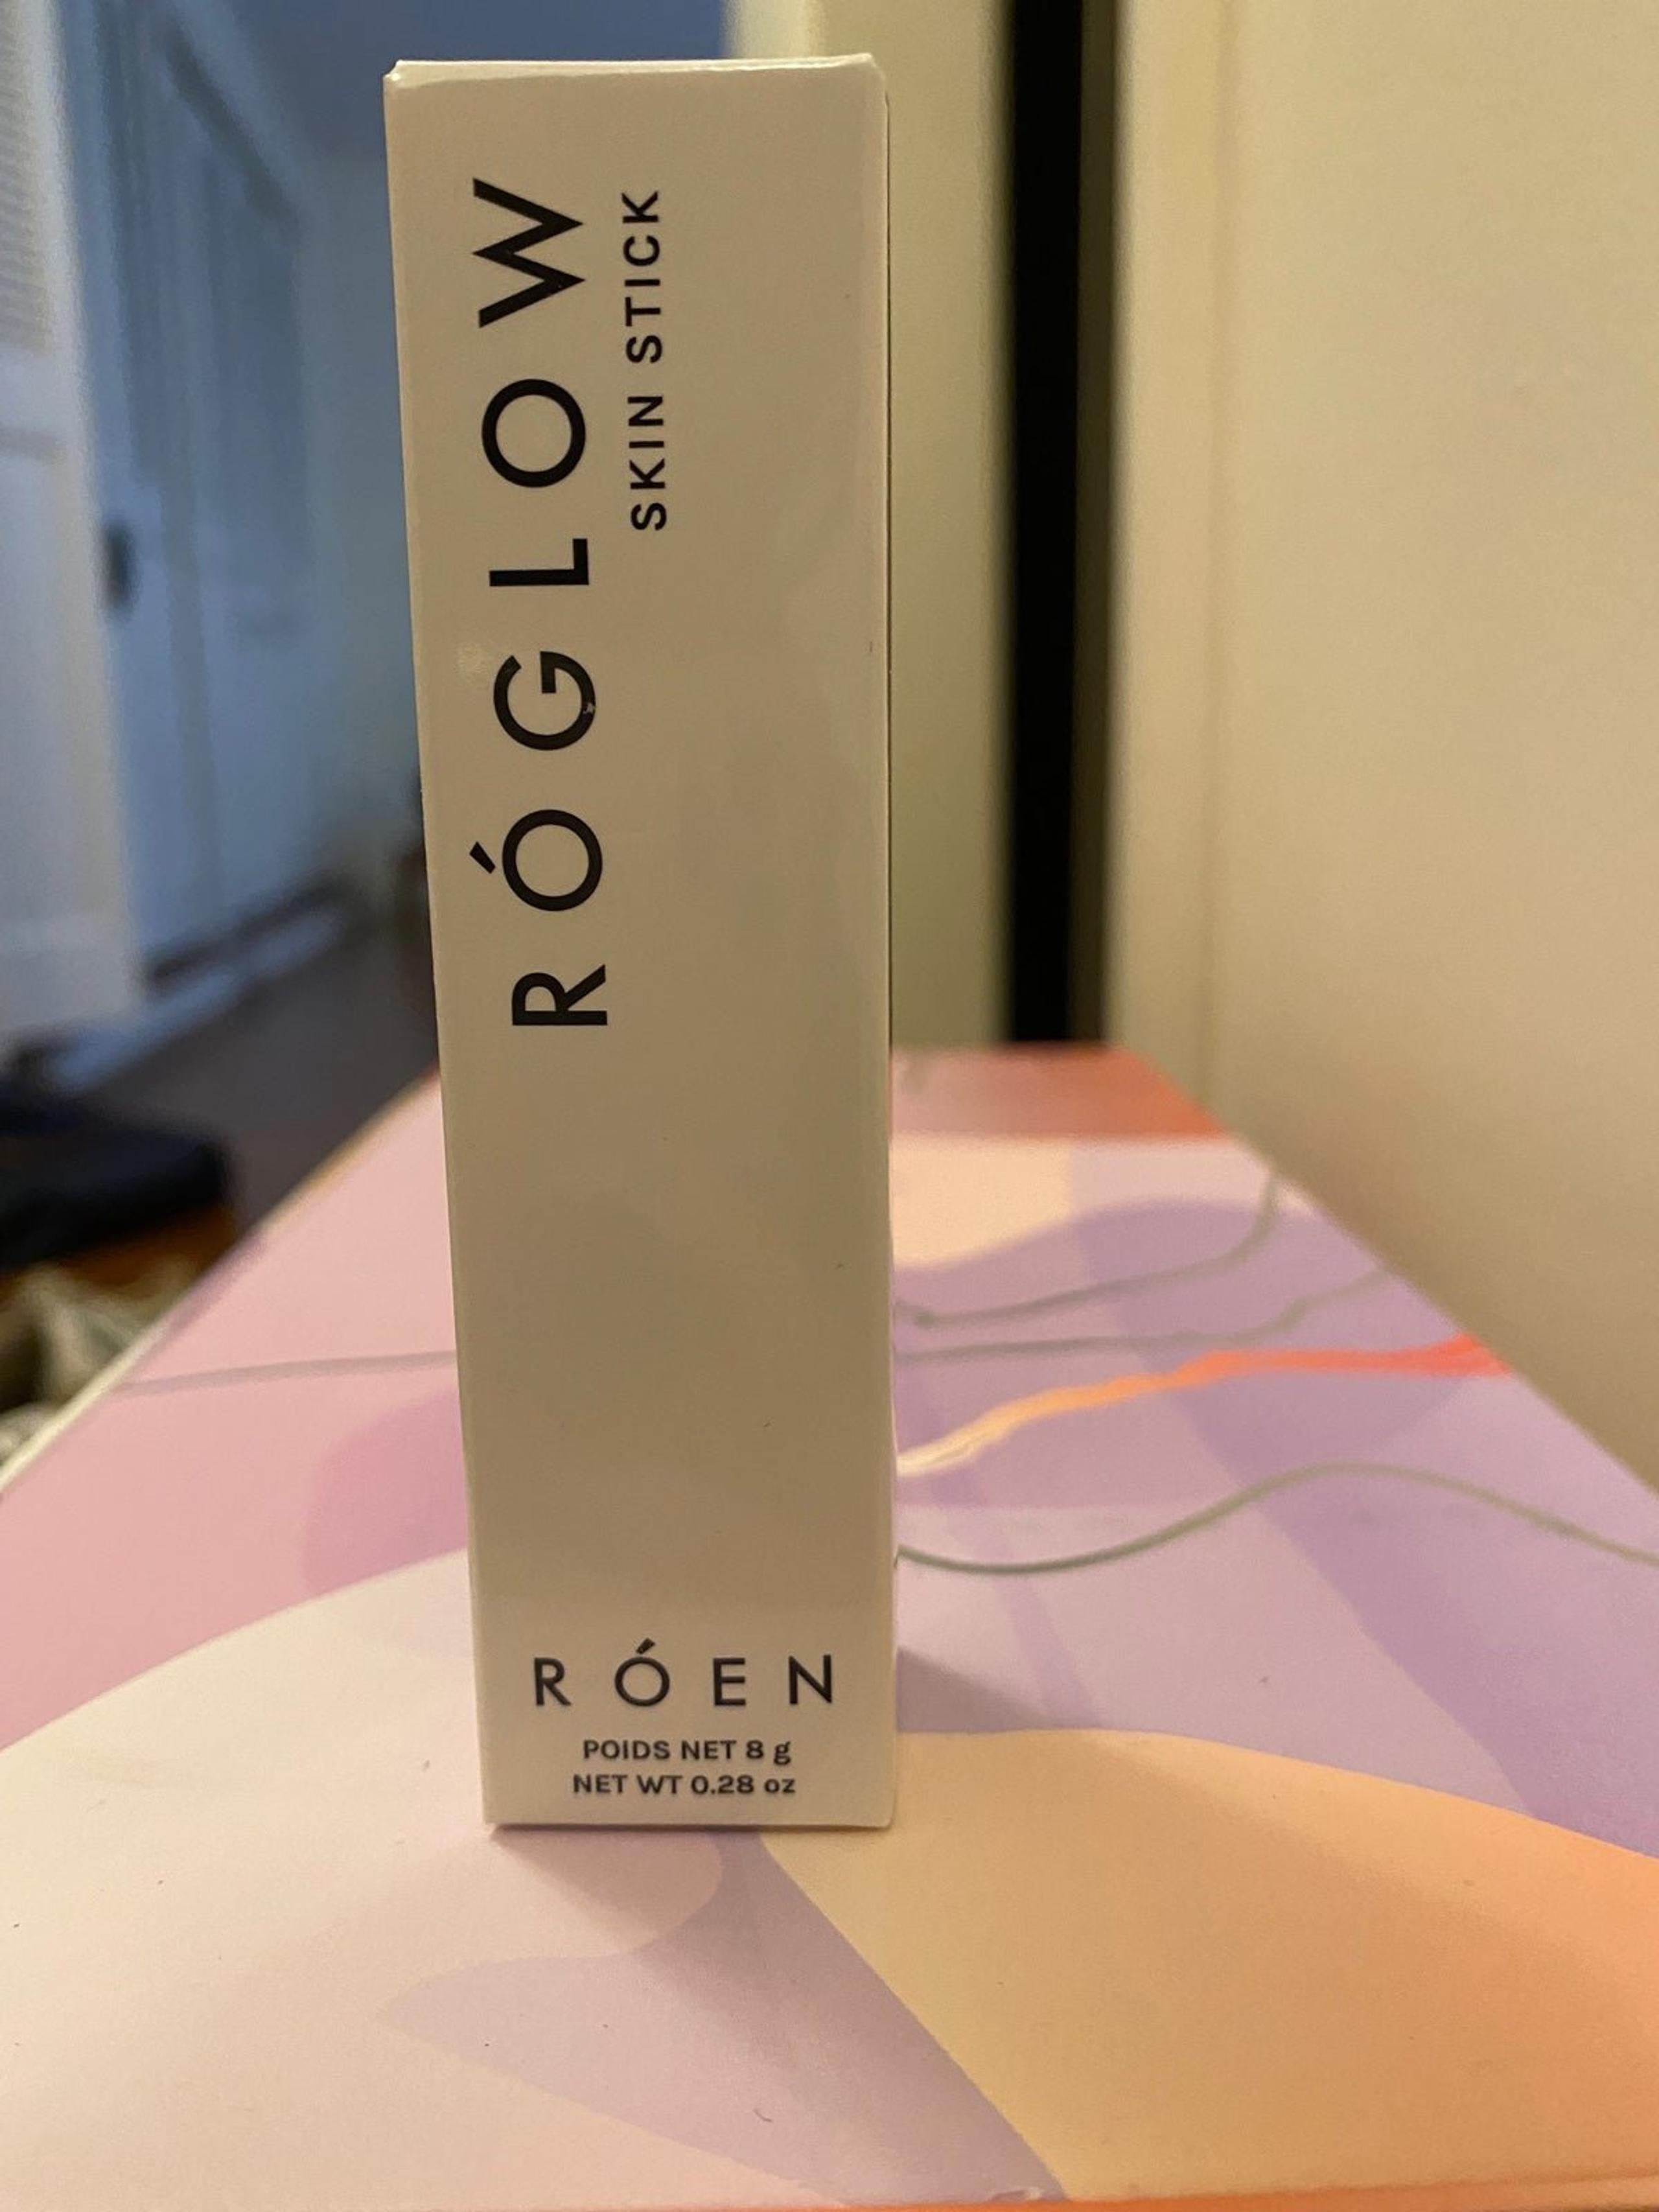 RÓGLOW
SKIN STICK
RÓEN
POIDS NET 8 g
NET WT 0.28 oz